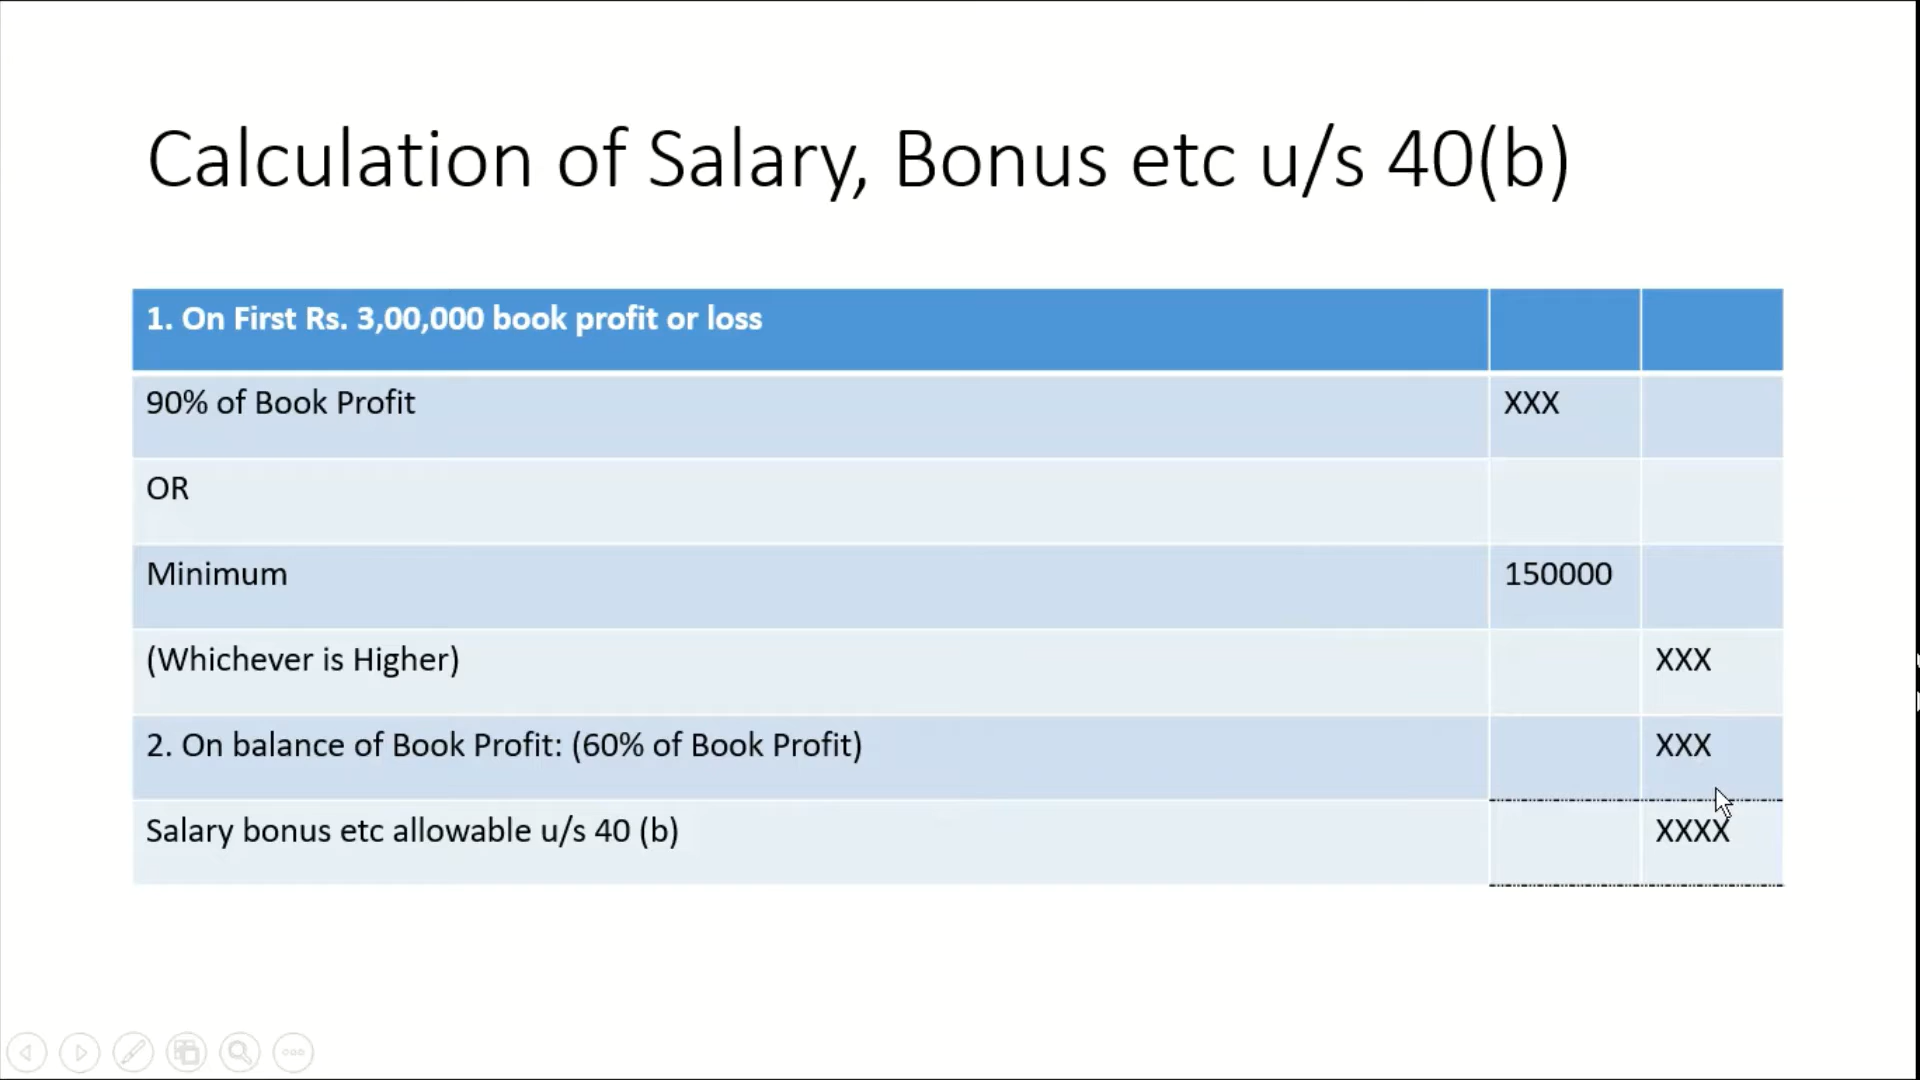 Calculation of Salary, Bonus etc u/s 40(b)
1. On First Rs. 3,00,000 book profit or loss
90% of Book Profit XXX
OR
Minimum 150000
(Whichever is Higher) XXX
2. On balance of Book Profit: (60% of Book Profit) XXX
Salary bonus etc allowable u/s 40 (b) XXXX